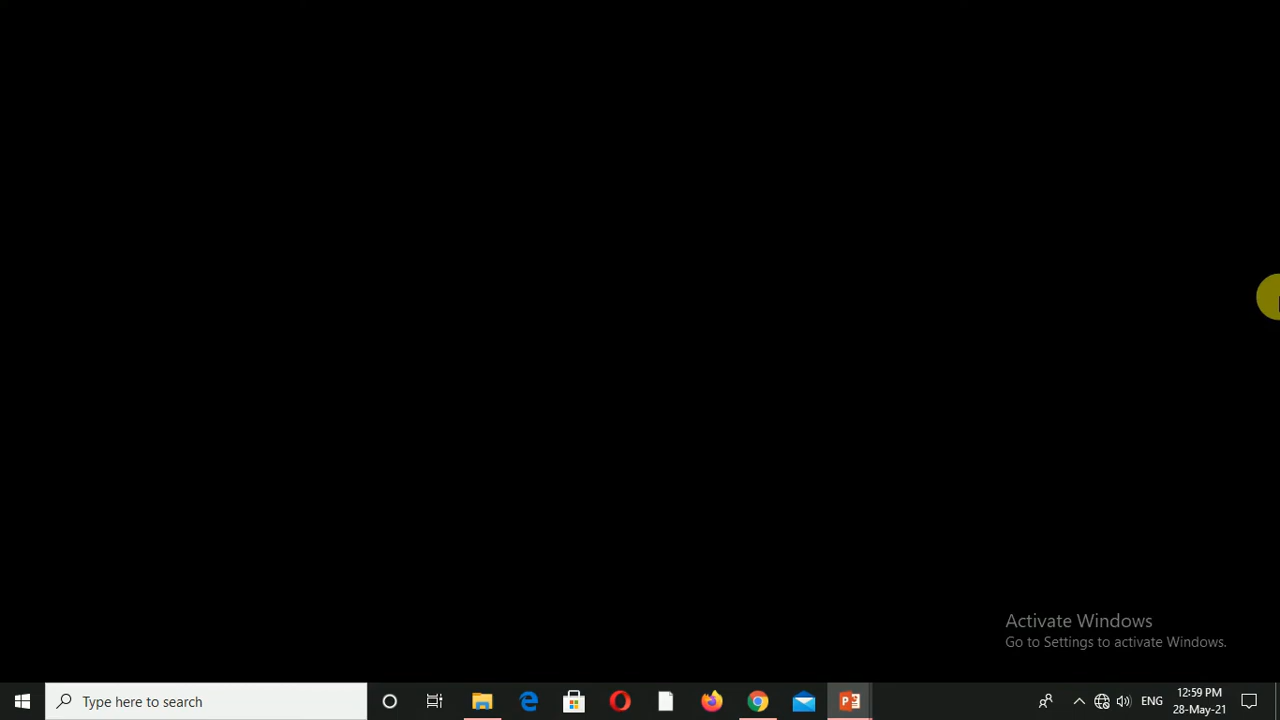 Activate Windows
Go to Settings to activate Windows.
Type here to search
ENG
12:59 PM
28-May-21